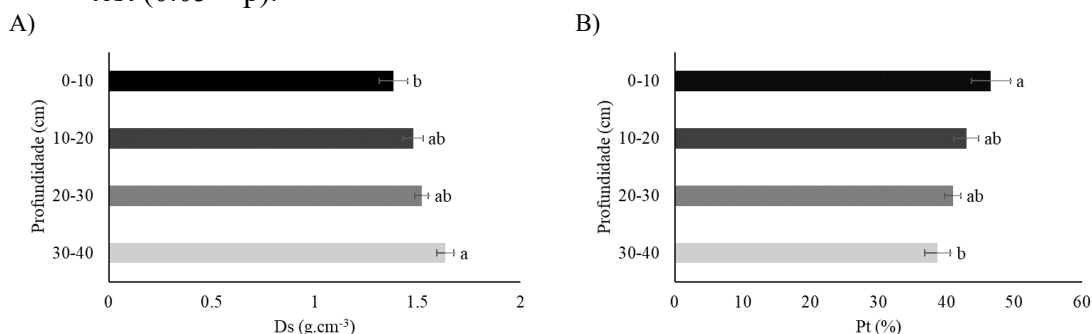 (0.05 p).
A)
Profundidade (cm)
0-10
b
10-20
ab
20-30
ab
30-40
a
0 0.5 1 1.5 2
Ds (g.cm⁻³)
B)
Profundidade (cm)
0-10
a
10-20
ab
20-30
ab
30-40
b
0 10 20 30 40 50 60
Pt (%)